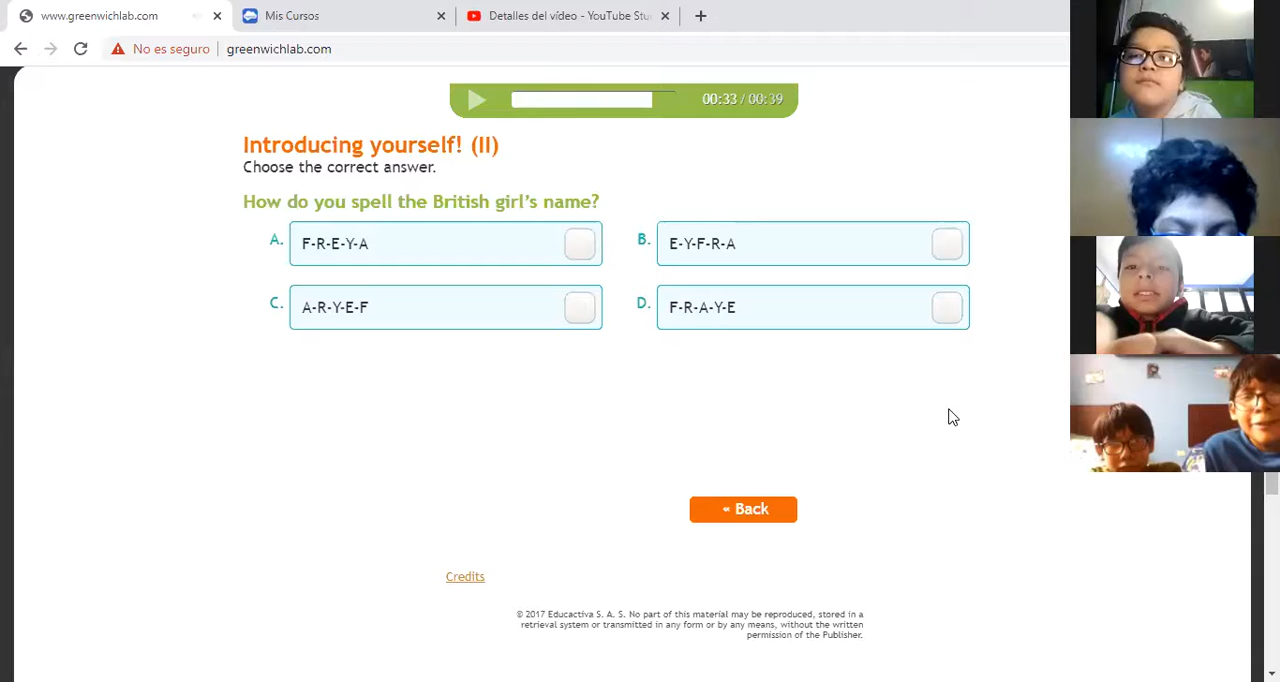 www.greenwichlab.com
Mis Cursos
Detalles del vídeo - YouTube Stu
No es seguro
greenwichlab.com
00:33 / 00:39
Introducing yourself! (II)
Choose the correct answer.
How do you spell the British girl's name?
A. F-R-E-Y-A
B. E-Y-F-R-A
C. A-R-Y-E-F
D. F-R-A-Y-E
« Back
Credits
© 2017 Educactiva S. A. S. No part of this material may be reproduced, stored in a
retrieval system or transmitted in any form or by any means, without the written
permission of the Publisher.